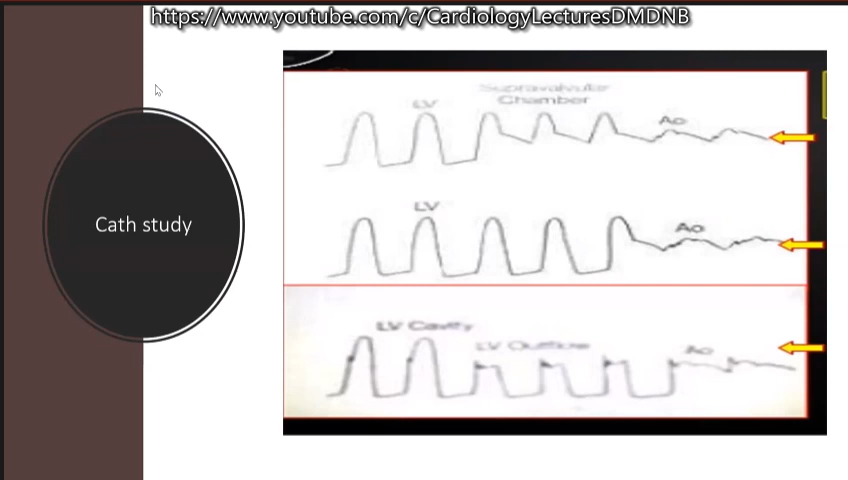 https://www.youtube.com/c/CardiologyLecturesDMDNB
Cath study
Supravalvular
Chamber
LV
Ao
LV
Ao
LV Cavity
LV Outflow
Ao